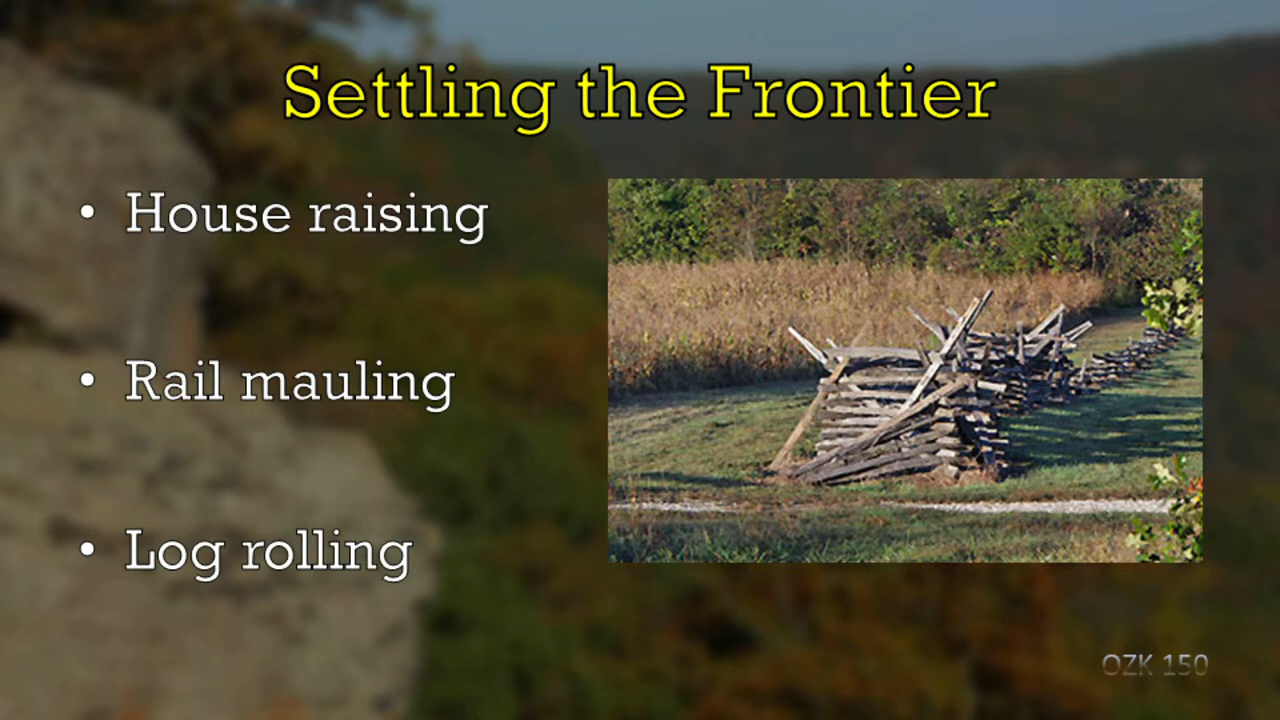 Settling the Frontier
• House raising
• Rail mauling
• Log rolling
OZK 150